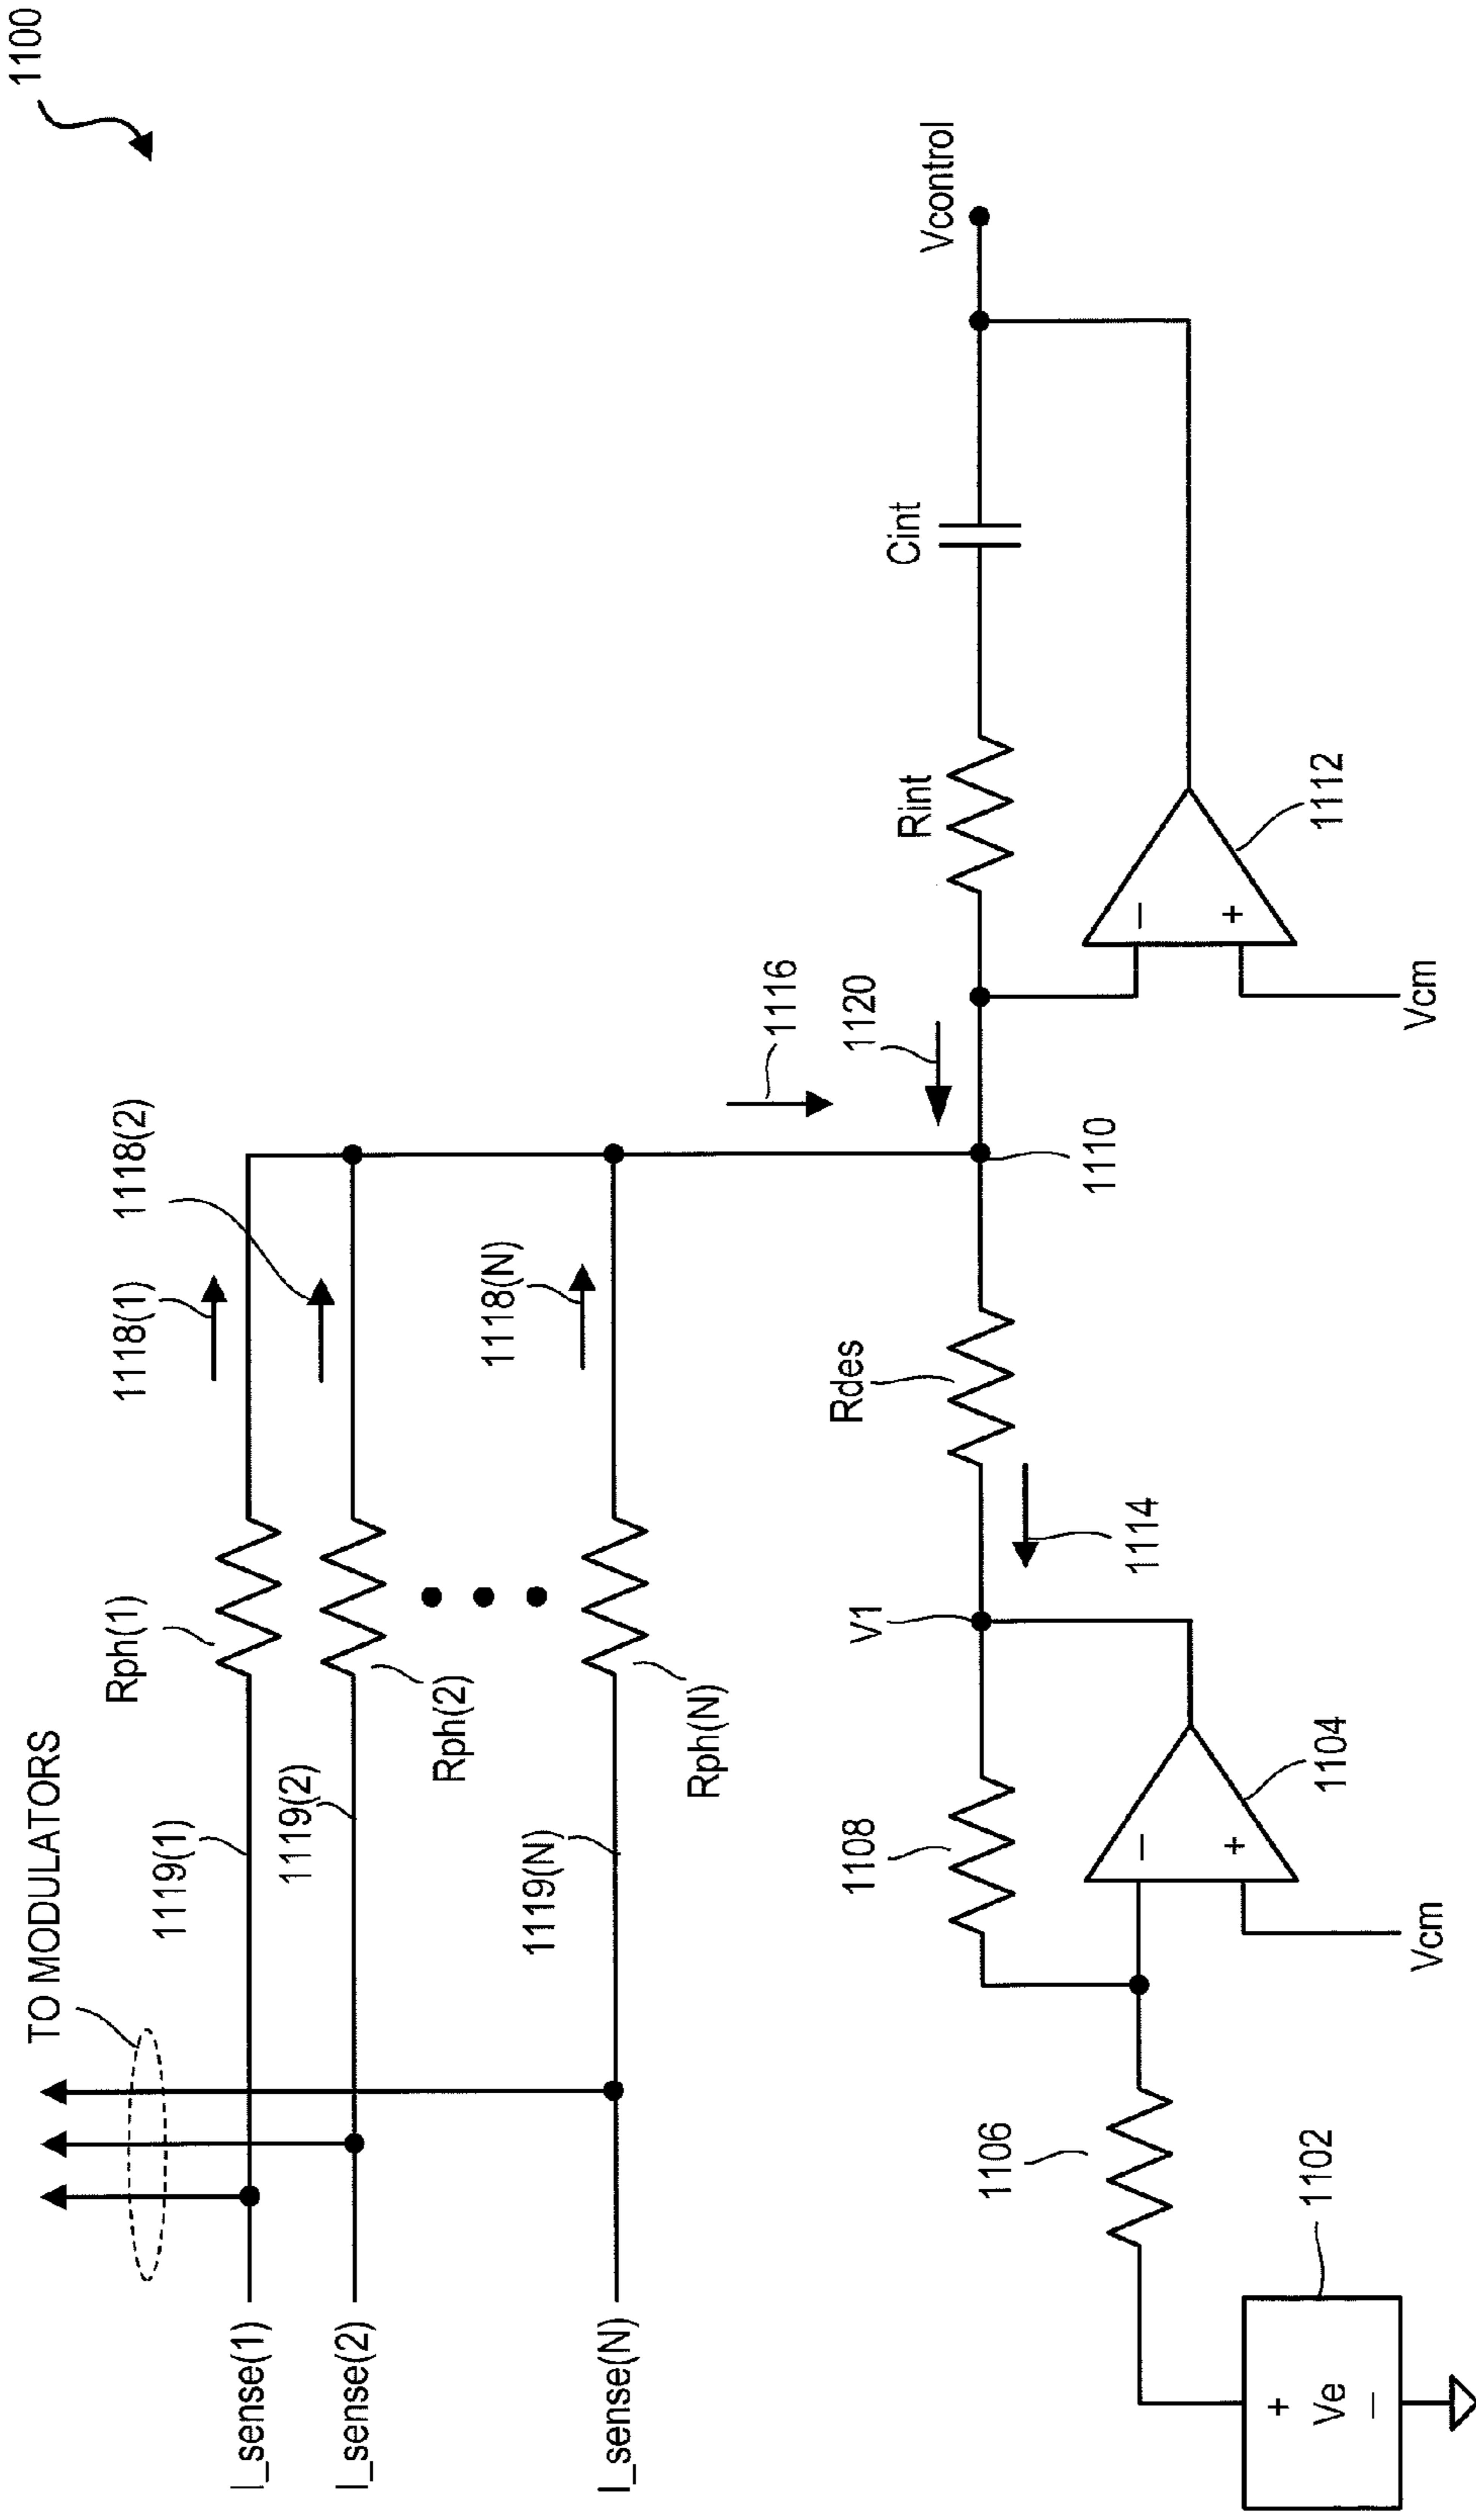 1100
TO MODULATORS
1119(1)
Rph(1)
1118(1)
1118(2)
I_sense(1)
1119(2)
I_sense(2)
Rph(2)
1118(N)
1119(N)
I_sense(N)
Rph(N)
1116
1120
Rdes
V1
1108
1106
Rint
Cint
Vcontrol
1110
1114
−
+
1112
Vcm
−
+
1104
Vcm
+
Ve
−
1102